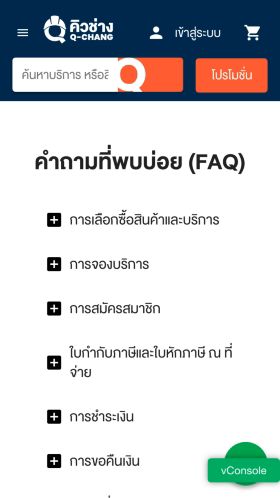 คิวช่าง
Q-CHANG
เข้าสู่ระบบ
ค้นหาบริการ หรือสิ
โปรโมชั่น
คำถามที่พบบ่อย (FAQ)
การเลือกซื้อสินค้าและบริการ
การจองบริการ
การสมัครสมาชิก
ใบกำกับภาษีและใบหักภาษี ณ ที่
จ่าย
การชำระเงิน
การขอคืนเงิน
vConsole